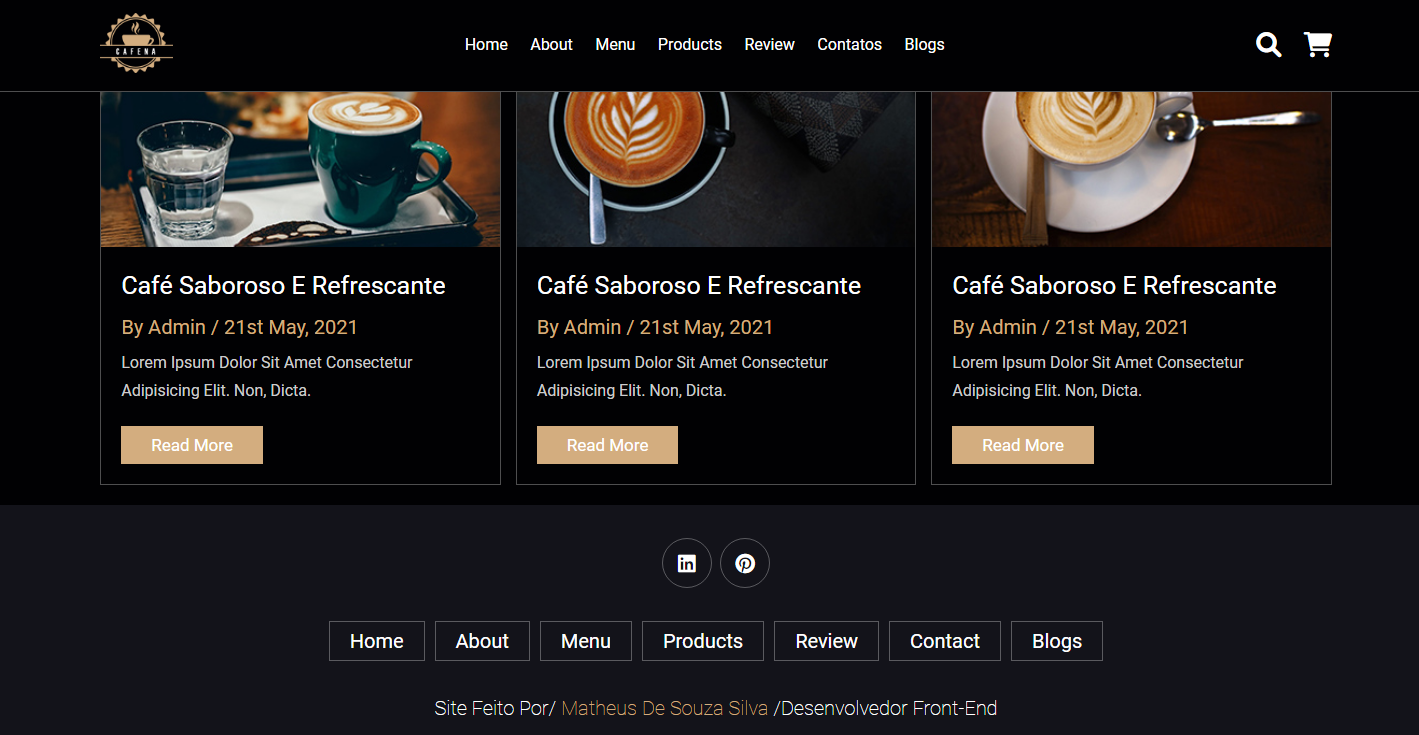 CAFENA
Home About Menu Products Review Contatos Blogs
Café Saboroso E Refrescante
By Admin / 21st May, 2021
Lorem Ipsum Dolor Sit Amet Consectetur
Adipisicing Elit. Non, Dicta.
Read More
Café Saboroso E Refrescante
By Admin / 21st May, 2021
Lorem Ipsum Dolor Sit Amet Consectetur
Adipisicing Elit. Non, Dicta.
Read More
Café Saboroso E Refrescante
By Admin / 21st May, 2021
Lorem Ipsum Dolor Sit Amet Consectetur
Adipisicing Elit. Non, Dicta.
Read More
Home About Menu Products Review Contact Blogs
Site Feito Por/ Matheus De Souza Silva /Desenvolvedor Front-End